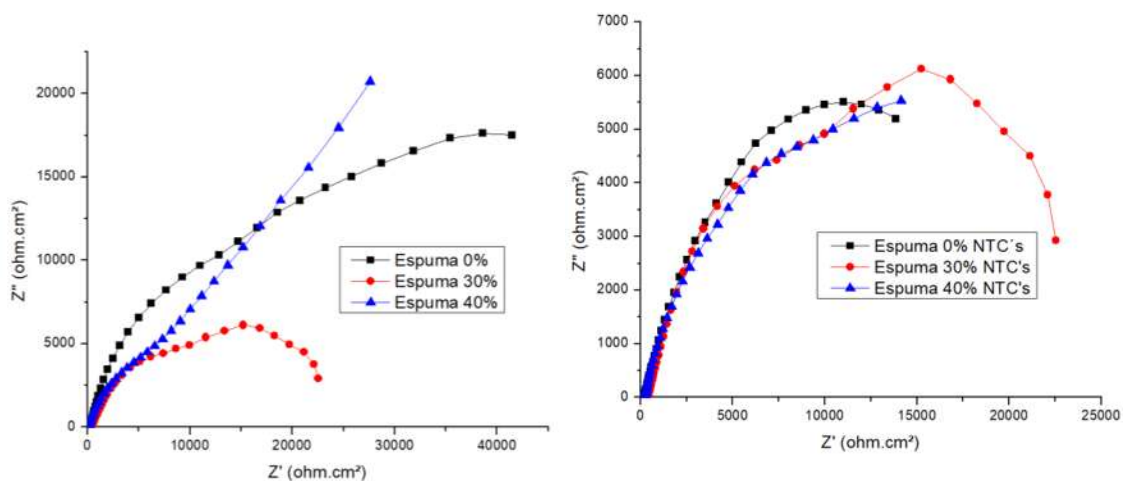 Z'' (ohm.cm²)
20000
15000
10000
5000
0
Espuma 0%
Espuma 30%
Espuma 40%
0
10000
20000
30000
40000
Z' (ohm.cm²)
Z'' (ohm.cm²)
7000
6000
5000
4000
3000
2000
1000
0
Espuma 0% NTC´s
Espuma 30% NTC's
Espuma 40% NTC's
0
5000
10000
15000
20000
25000
Z' (ohm.cm²)